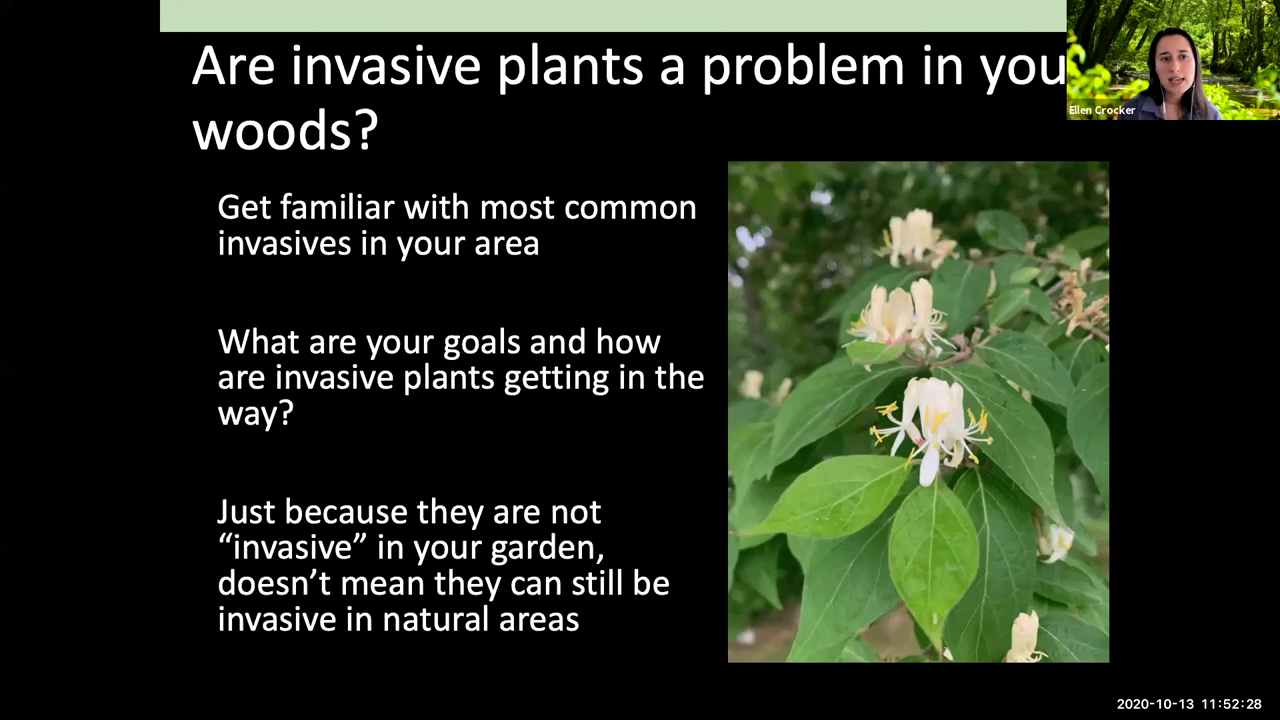 Are invasive plants a problem in you
woods?
Ellen Crocker
Get familiar with most common
invasives in your area
What are your goals and how
are invasive plants getting in the
way?
Just because they are not
“invasive” in your garden,
doesn’t mean they can still be
invasive in natural areas
2020-10-13 11:52:28